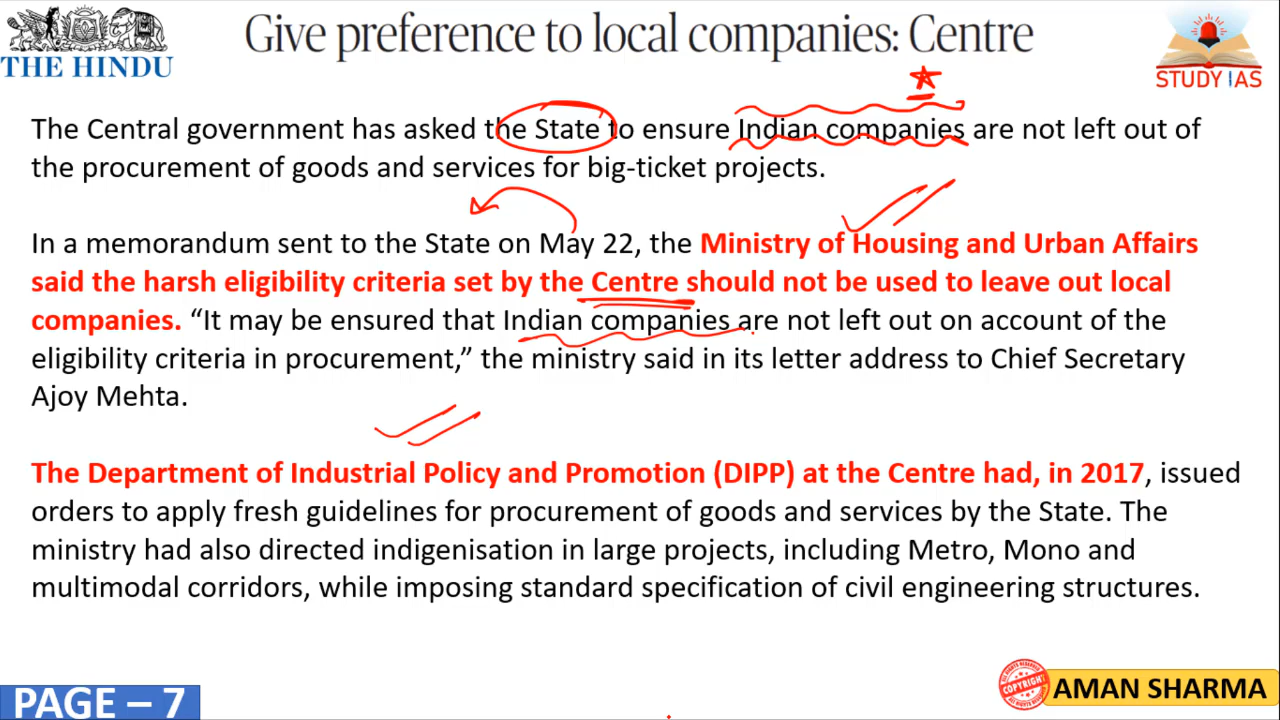 THE HINDU
Give preference to local companies: Centre
STUDY IAS
The Central government has asked the State to ensure Indian companies are not left out of
the procurement of goods and services for big-ticket projects.
In a memorandum sent to the State on May 22, the Ministry of Housing and Urban Affairs
said the harsh eligibility criteria set by the Centre should not be used to leave out local
companies. “It may be ensured that Indian companies are not left out on account of the
eligibility criteria in procurement,” the ministry said in its letter address to Chief Secretary
Ajoy Mehta.
The Department of Industrial Policy and Promotion (DIPP) at the Centre had, in 2017, issued
orders to apply fresh guidelines for procurement of goods and services by the State. The
ministry had also directed indigenisation in large projects, including Metro, Mono and
multimodal corridors, while imposing standard specification of civil engineering structures.
PAGE – 7
COPYRIGHT
AMAN SHARMA